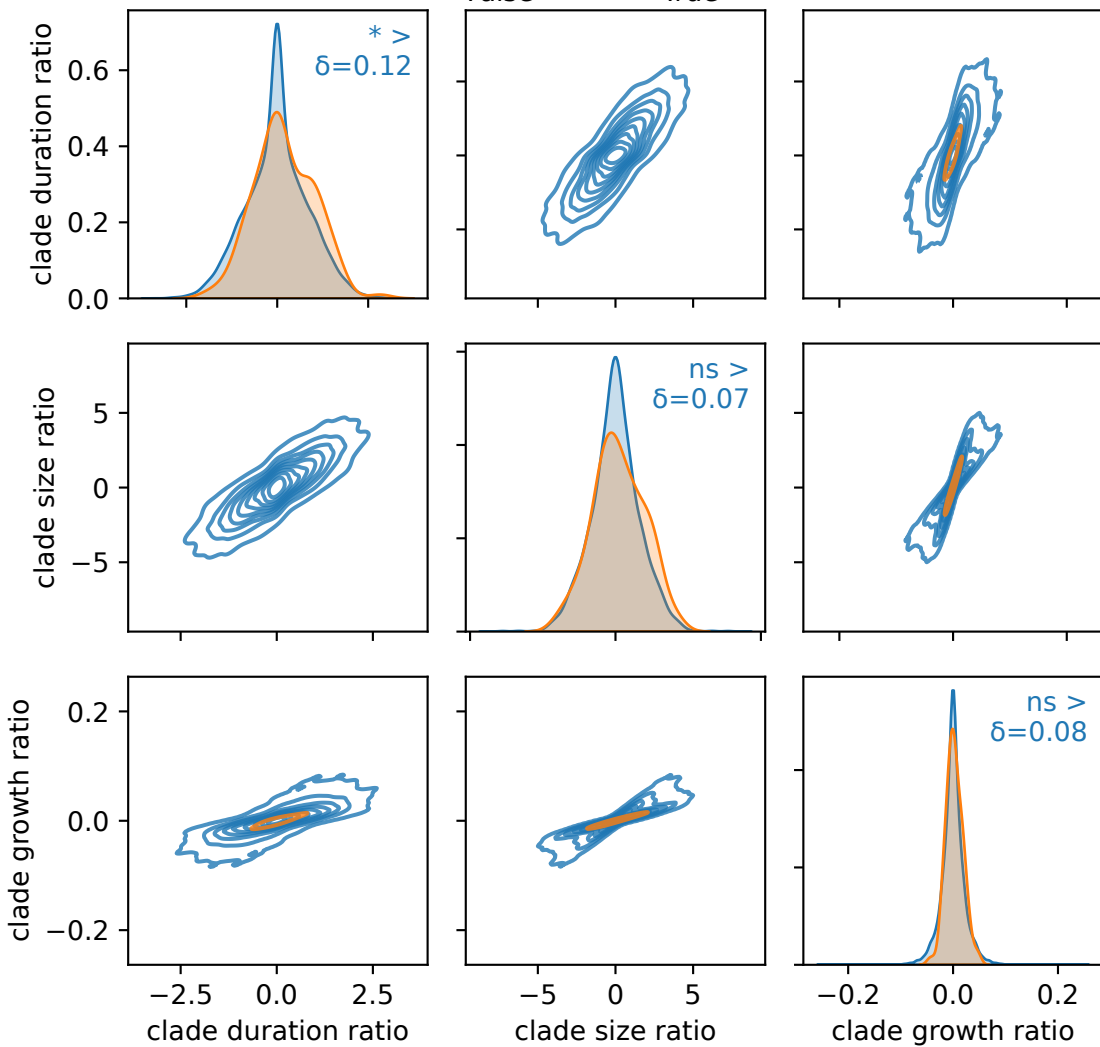 clade duration ratio
0.6
0.4
0.2
0.0
* >
δ=0.12
clade size ratio
5
0
−5
ns >
δ=0.07
clade growth ratio
0.2
0.0
−0.2
ns >
δ=0.08
−2.5 0.0 2.5
−5 0 5
−0.2 0.0 0.2
clade duration ratio
clade size ratio
clade growth ratio